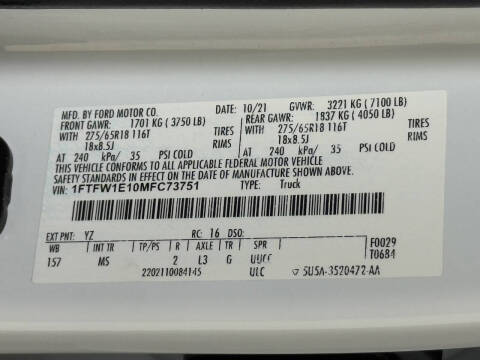 MFD. BY FORD MOTOR CO. DATE: 10/21 GVWR: 3221 KG ( 7100 LB)
FRONT GAWR: 1701 KG ( 3750 LB) REAR GAWR: 1837 KG ( 4050 LB)
WITH 275/65R18 116T TIRES WITH 275/65R18 116T TIRES
18x8.5J RIMS 18x8.5J RIMS
AT 240 kPa/ 35 PSI COLD AT 240 kPa/ 35 PSI COLD
THIS VEHICLE CONFORMS TO ALL APPLICABLE FEDERAL MOTOR VEHICLE
SAFETY STANDARDS IN EFFECT ON THE DATE OF MANUFACTURE SHOWN ABOVE.
1FTFW1E10MFC73751 TYPE: Truck
EXT PNT: YZ RC: 16 DSO: F0029
WB INT TR TP/PS R AXLE TR SPR T0684
157 MS 2 L3 G
2202110084145 ULC 5U5A-3520472-AA